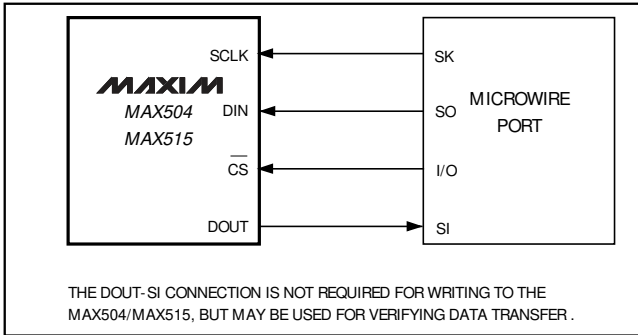 SCLK
SK
MAXIM
MAX504
MAX515
DIN
SO
MICROWIRE
PORT
CS
I/O
DOUT
SI
THE DOUT-SI CONNECTION IS NOT REQUIRED FOR WRITING TO THE
MAX504/MAX515, BUT MAY BE USED FOR VERIFYING DATA TRANSFER .